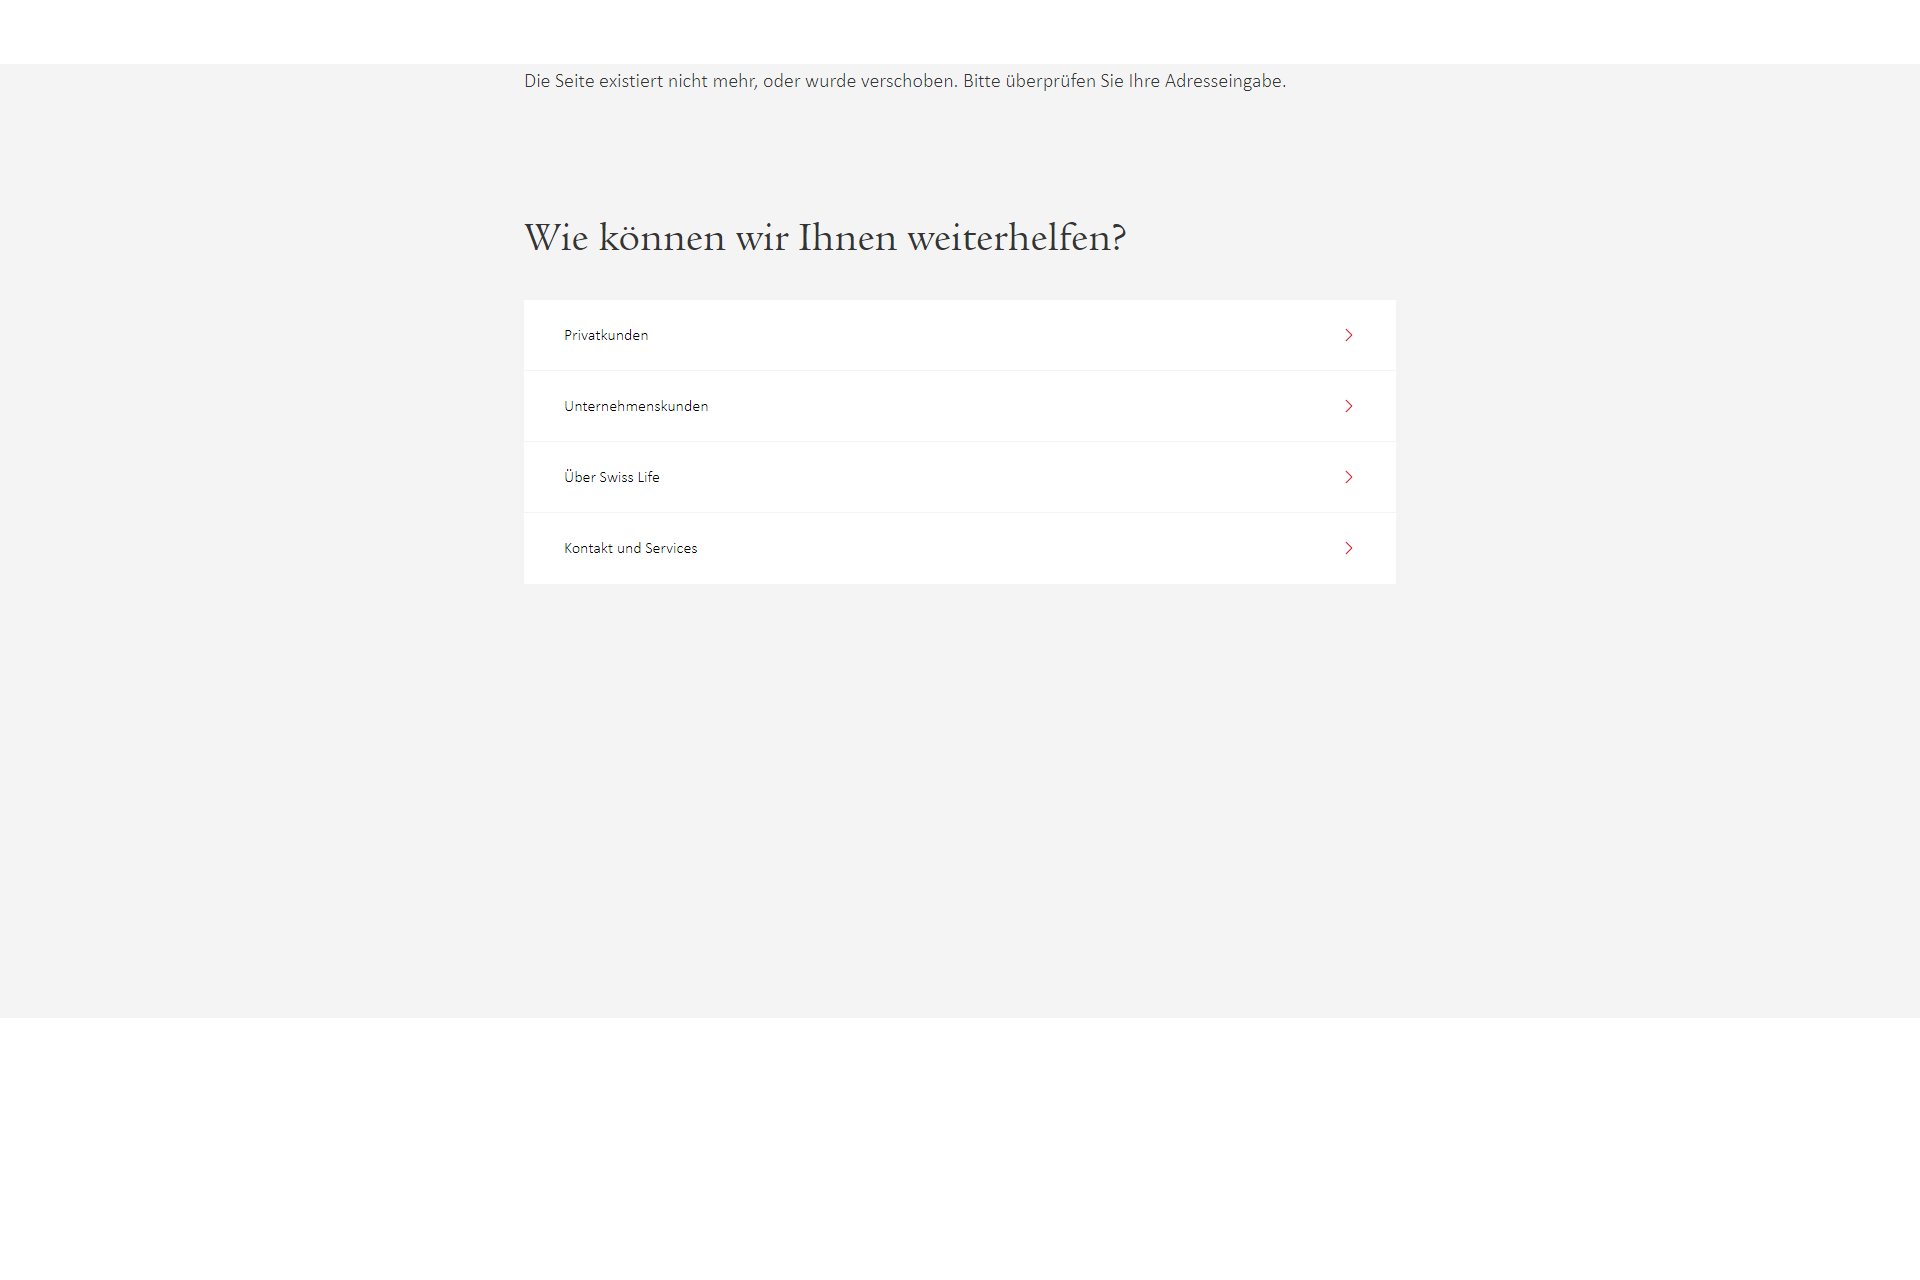 Die Seite existiert nicht mehr, oder wurde verschoben. Bitte überprüfen Sie Ihre Adresseingabe.
Wie können wir Ihnen weiterhelfen?
Privatkunden
Unternehmenskunden
Über Swiss Life
Kontakt und Services